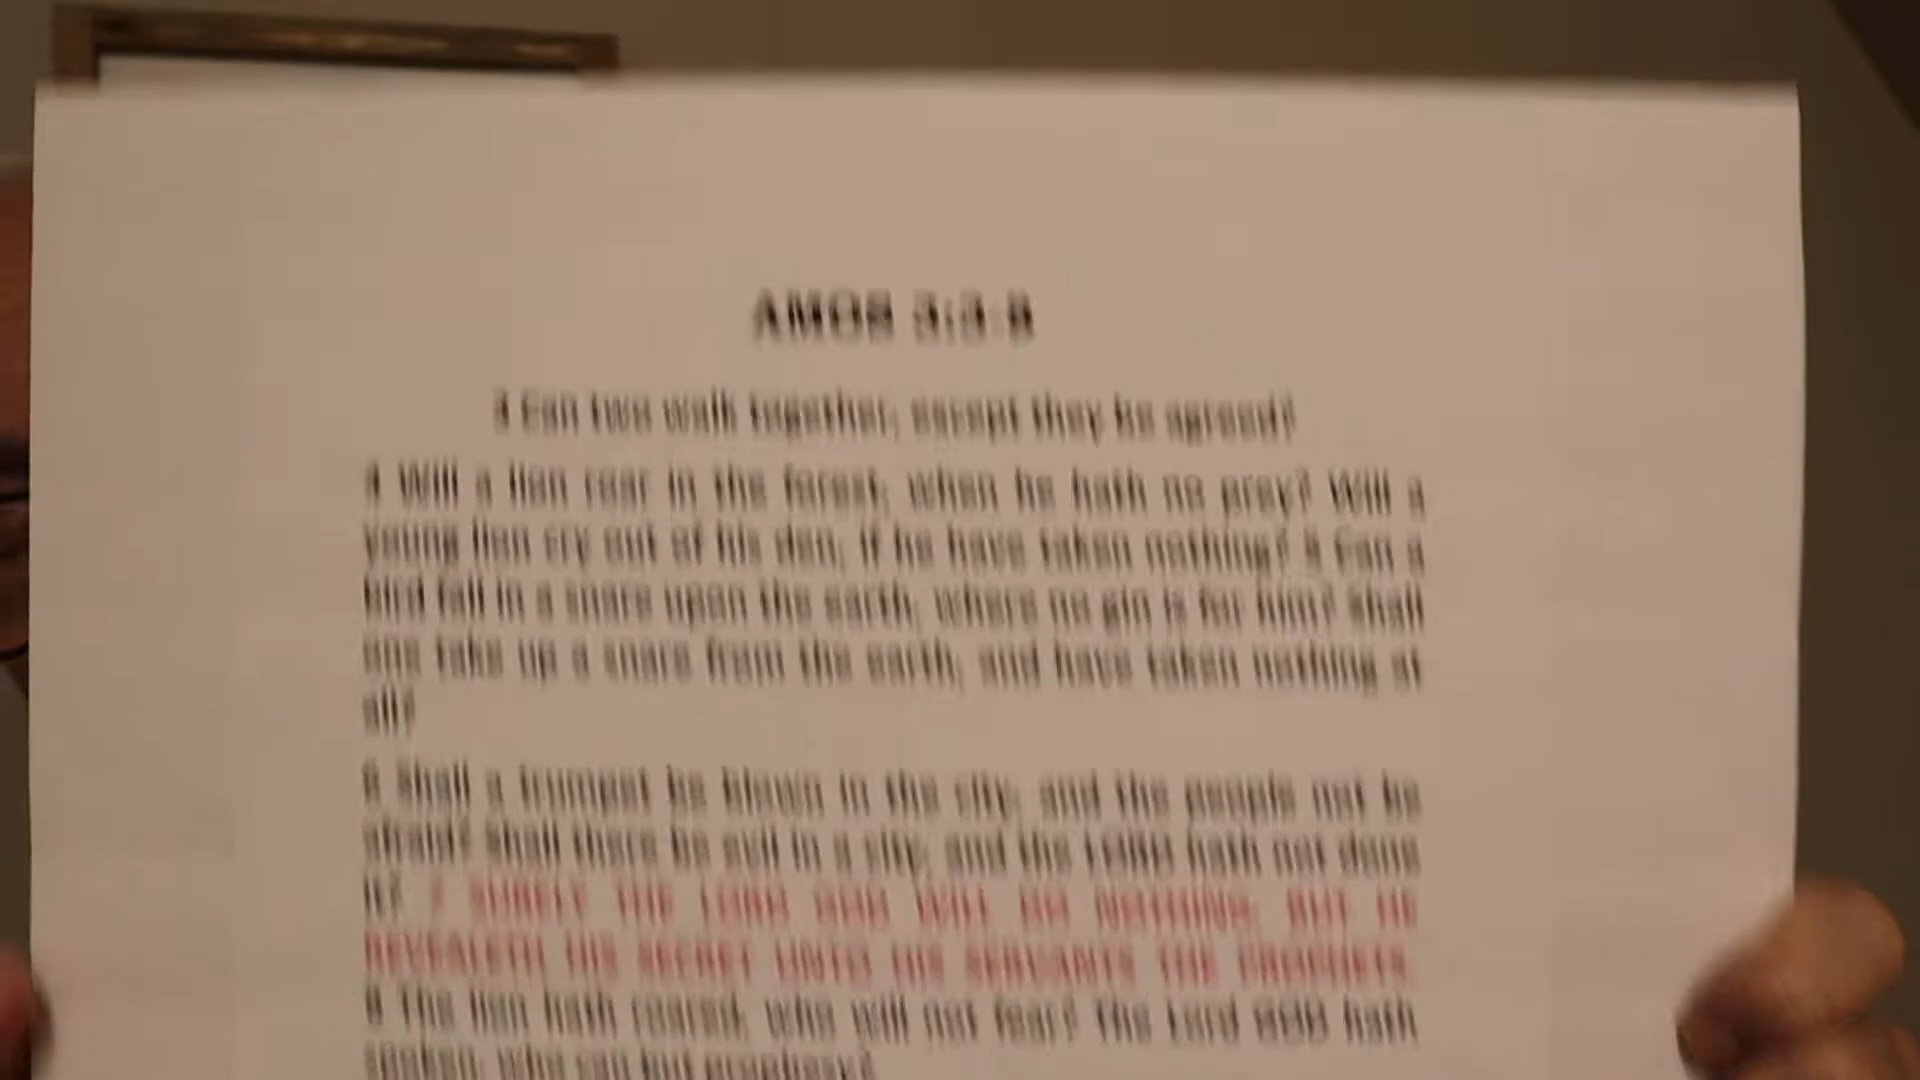 AMOS 3:3-8
3 Can two walk together, except they be agreed?
4 Will a lion roar in the forest, when he hath no prey? Will a
young lion cry out of his den, if he have taken nothing? 5 Can a
bird fall in a snare upon the earth, where no gin is for him? shall
one take up a snare from the earth, and have taken nothing at
all?
6 Shall a trumpet be blown in the city, and the people not be
afraid? shall there be evil in a city, and the LORD hath not done
it? 7 SURELY THE LORD GOD WILL DO NOTHING, BUT HE
REVEALETH HIS SECRET UNTO HIS SERVANTS THE PROPHETS.
8 The lion hath roared, who will not fear? The Lord GOD hath
spoken, who can but prophesy?